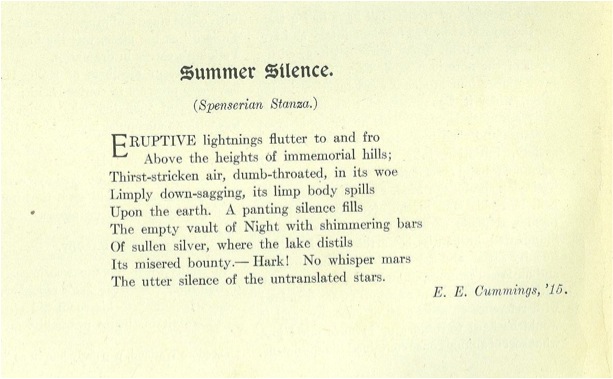 Summer Silence.
(Spenserian Stanza.)
ERUPTIVE lightnings flutter to and fro
Above the heights of immemorial hills;
Thirst-stricken air, dumb-throated, in its woe
Limply down-sagging, its limp body spills
Upon the earth. A panting silence fills
The empty vault of Night with shimmering bars
Of sullen silver, where the lake distils
Its misered bounty.— Hark! No whisper mars
The utter silence of the untranslated stars.
E. E. Cummings, '15.